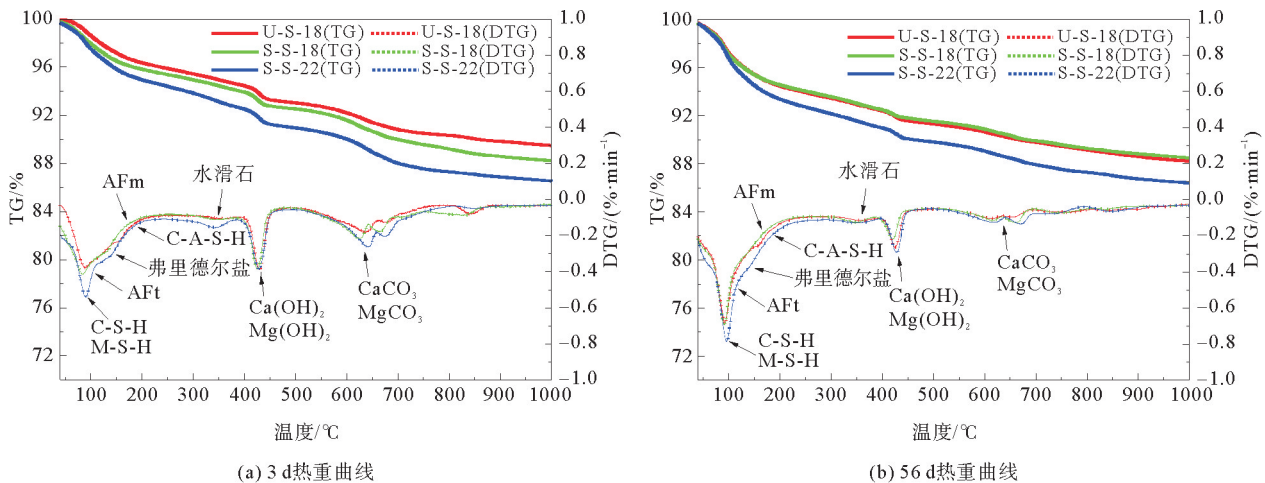 100
96
92
88
84
80
76
72
TG/%
U-S-18(TG)
U-S-18(DTG)
S-S-18(TG)
S-S-18(DTG)
S-S-22(TG)
S-S-22(DTG)
水滑石
AFm
C-A-S-H
弗里德尔盐
AFt
C-S-H
M-S-H
Ca(OH)₂
Mg(OH)₂
CaCO₃
MgCO₃
1.0
0.8
0.6
0.4
0.2
0.0
−0.2
−0.4
−0.6
−0.8
−1.0
DTG/(%·min⁻¹)
100 200 300 400 500 600 700 800 900 1000
温度/℃
(a) 3 d热重曲线
100
96
92
88
84
80
76
72
TG/%
U-S-18(TG)
U-S-18(DTG)
S-S-18(TG)
S-S-18(DTG)
S-S-22(TG)
S-S-22(DTG)
水滑石
AFm
C-A-S-H
弗里德尔盐
AFt
C-S-H
M-S-H
Ca(OH)₂
Mg(OH)₂
CaCO₃
MgCO₃
1.0
0.8
0.6
0.4
0.2
0.0
−0.2
−0.4
−0.6
−0.8
−1.0
DTG/(%·min⁻¹)
100 200 300 400 500 600 700 800 900 1000
温度/℃
(b) 56 d热重曲线